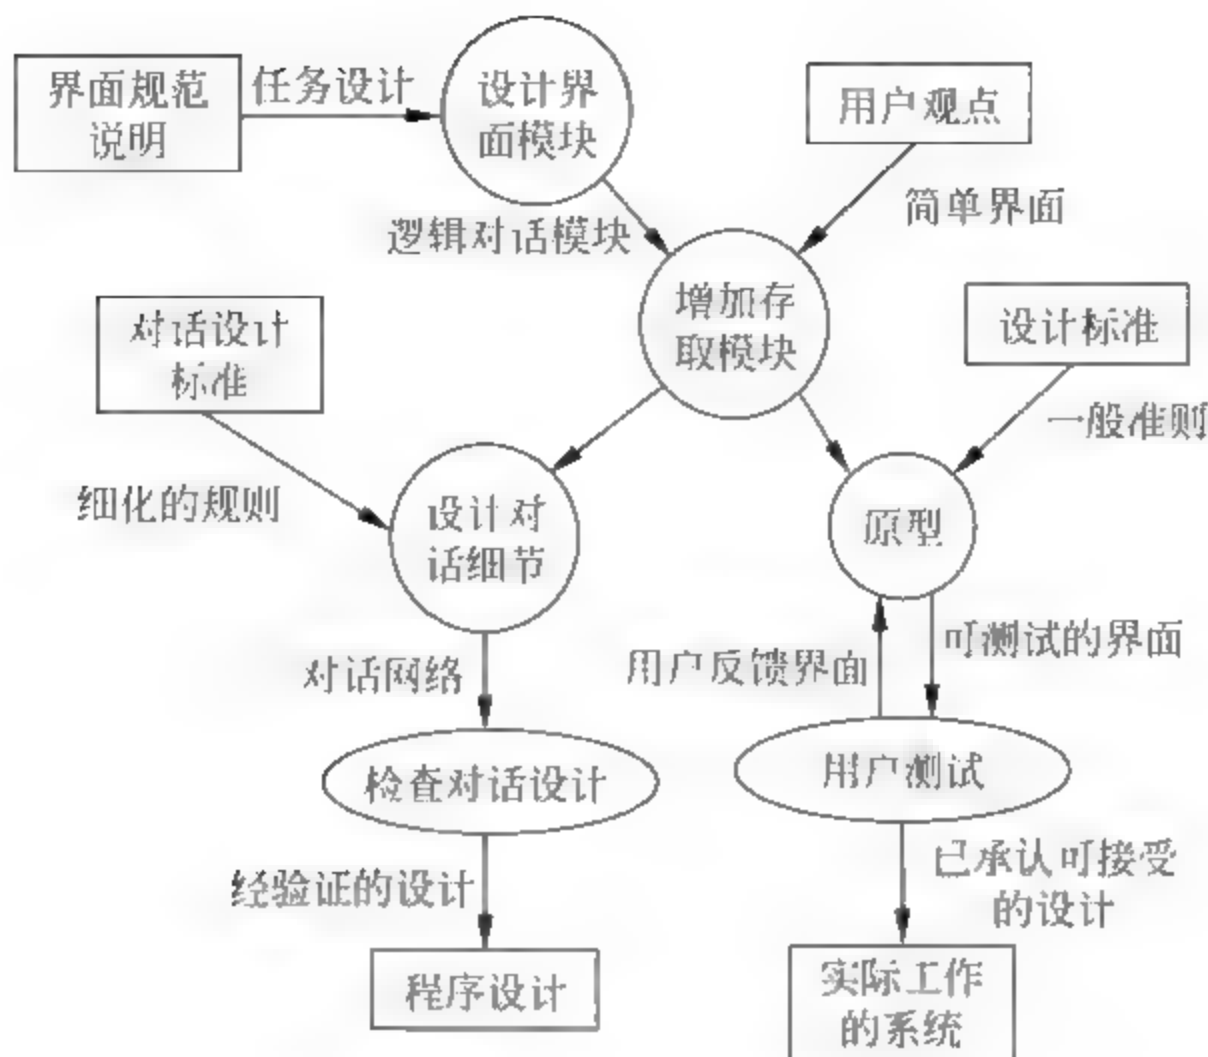 界面规范
说明
任务设计
设计界
面模块
用户观点
简单界面
逻辑对话模块
增加存
取模块
对话设计
标准
设计标准
一般准则
细化的规则
设计对
话细节
原型
对话网络
用户反馈界面
可测试的界面
检查对话设计
用户测试
经验证的设计
已承认可接受
的设计
程序设计
实际工作
的系统